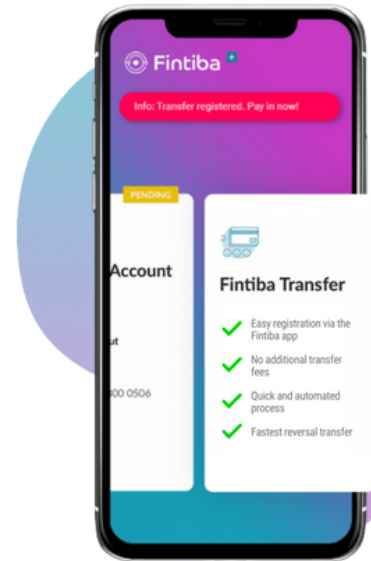 Fintiba +
Info: Transfer registered. Pay in now!
PENDING
Account
ut
00 0506
Fintiba Transfer
Easy registration via the
Fintiba app
No additional transfer
fees
Quick and automated
process
Fastest reversal transfer